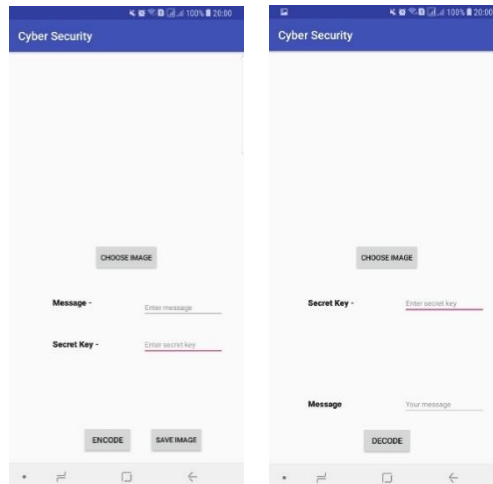 100% 20:00
Cyber Security
CHOOSE IMAGE
Message - Enter message
Secret Key - Enter secret key
ENCODE SAVE IMAGE
100% 20:00
Cyber Security
CHOOSE IMAGE
Secret Key - Enter secret key
Message Your message
DECODE